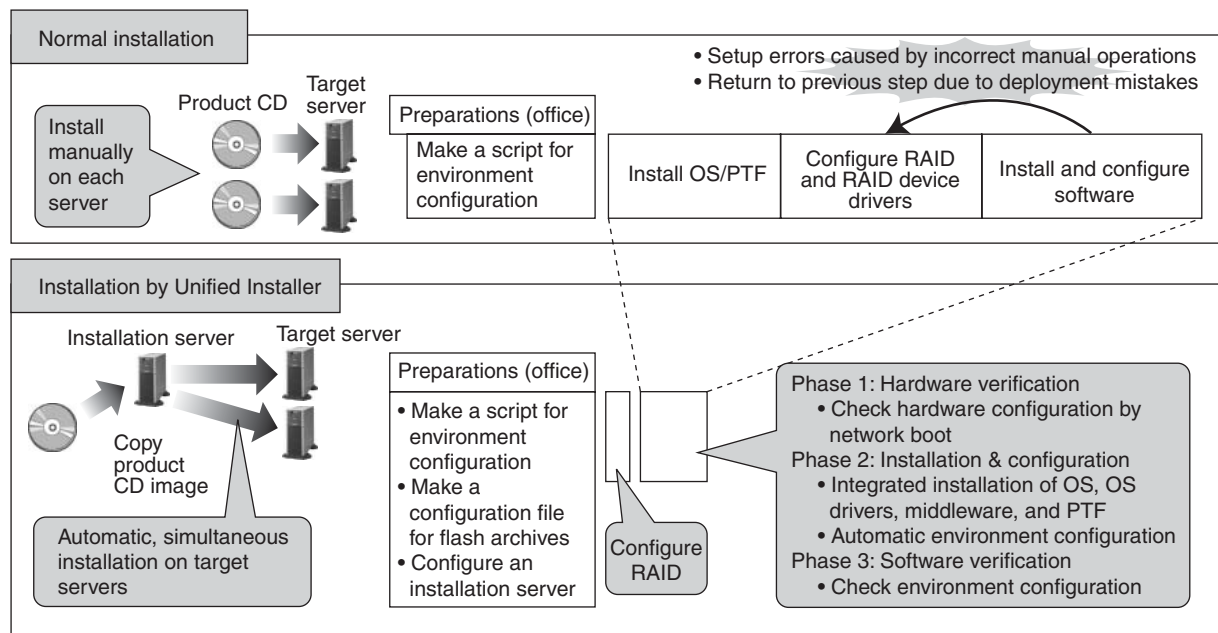 Normal installation
• Setup errors caused by incorrect manual operations
• Return to previous step due to deployment mistakes
Install
manually
on each
server
Product CD
Target
server
Preparations (office)
Make a script for
environment
configuration
Install OS/PTF
Configure RAID
and RAID device
drivers
Install and configure
software
Installation by Unified Installer
Installation server
Target server
Copy
product
CD image
Automatic, simultaneous
installation on target
servers
Preparations (office)
• Make a script for
environment
configuration
• Make a
configuration file
for flash archives
• Configure an
installation server
Configure
RAID
Phase 1: Hardware verification
• Check hardware configuration by
network boot
Phase 2: Installation & configuration
• Integrated installation of OS, OS
drivers, middleware, and PTF
• Automatic environment configuration
Phase 3: Software verification
• Check environment configuration